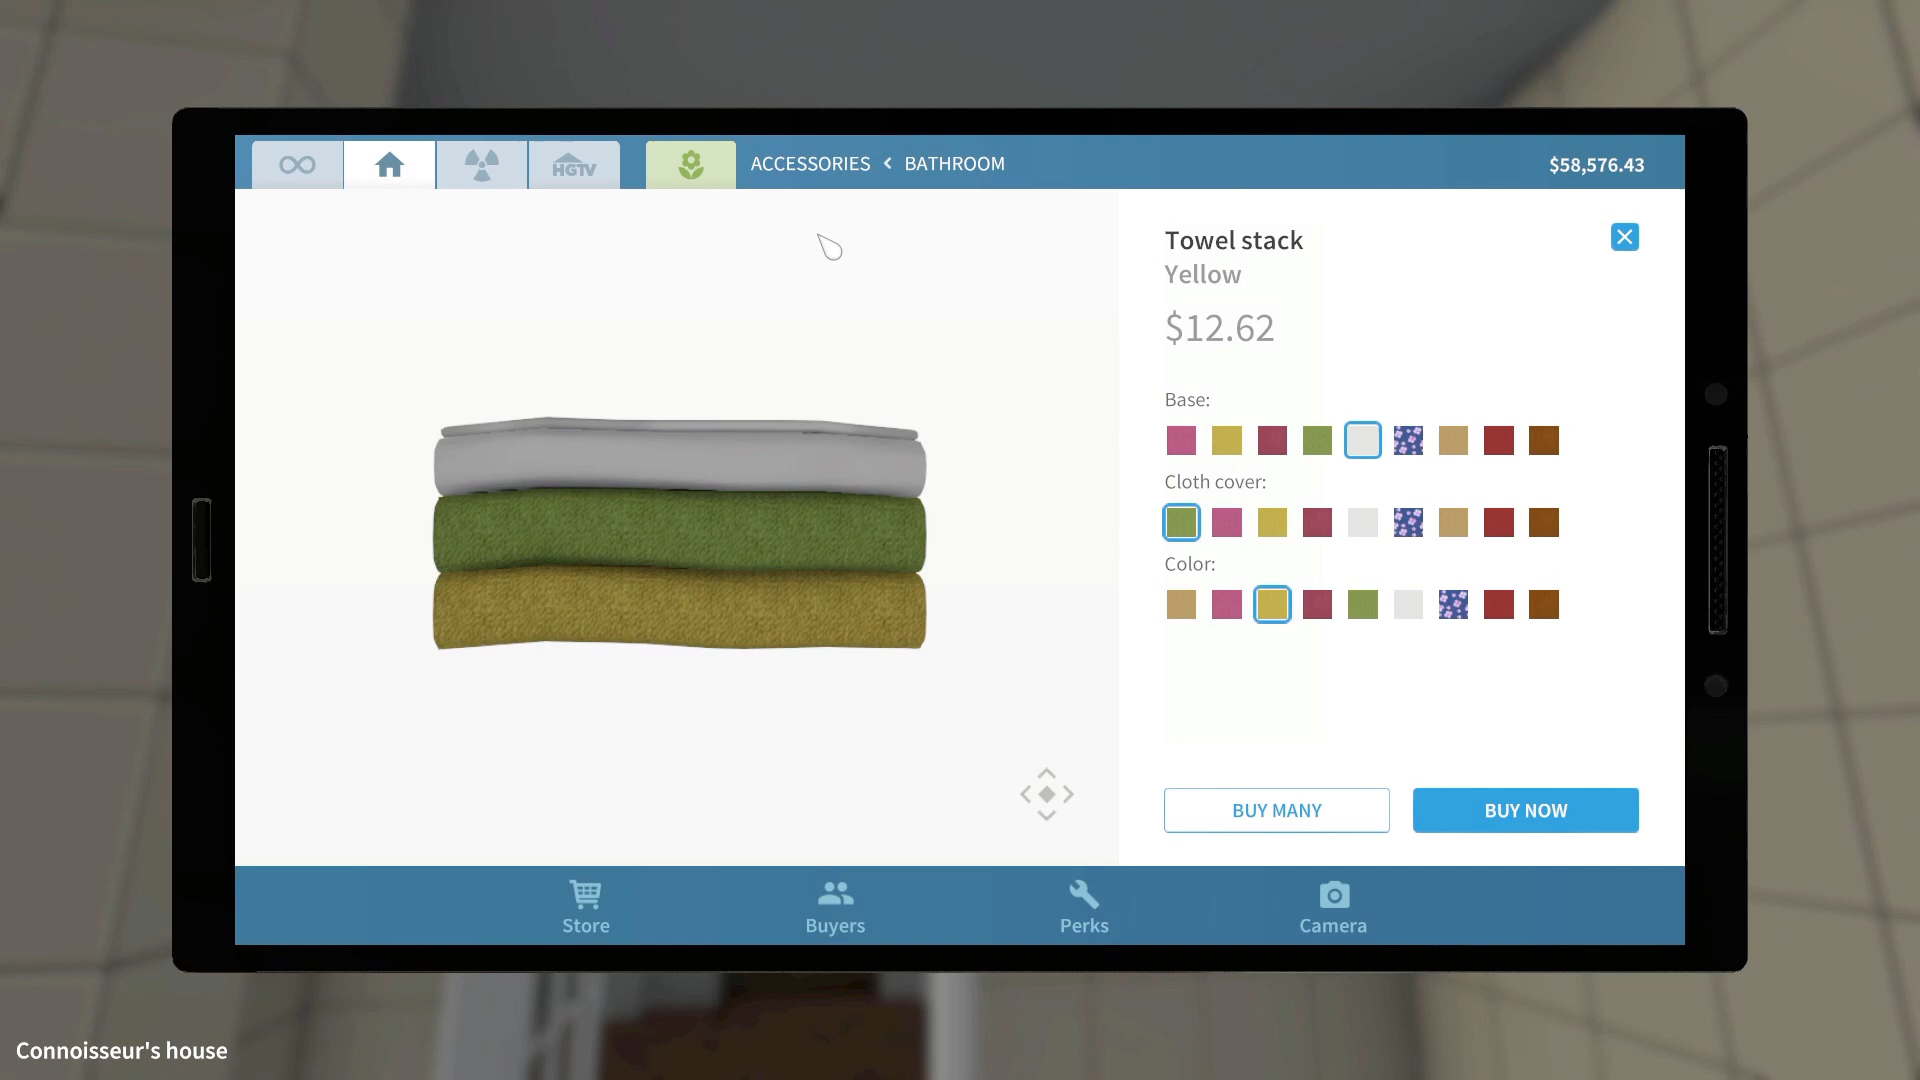 HGTV
ACCESSORIES < BATHROOM
$58,576.43
Towel stack
Yellow
$12.62
Base:
Cloth cover:
Color:
BUY MANY
BUY NOW
Store
Buyers
Perks
Camera
Connoisseur's house